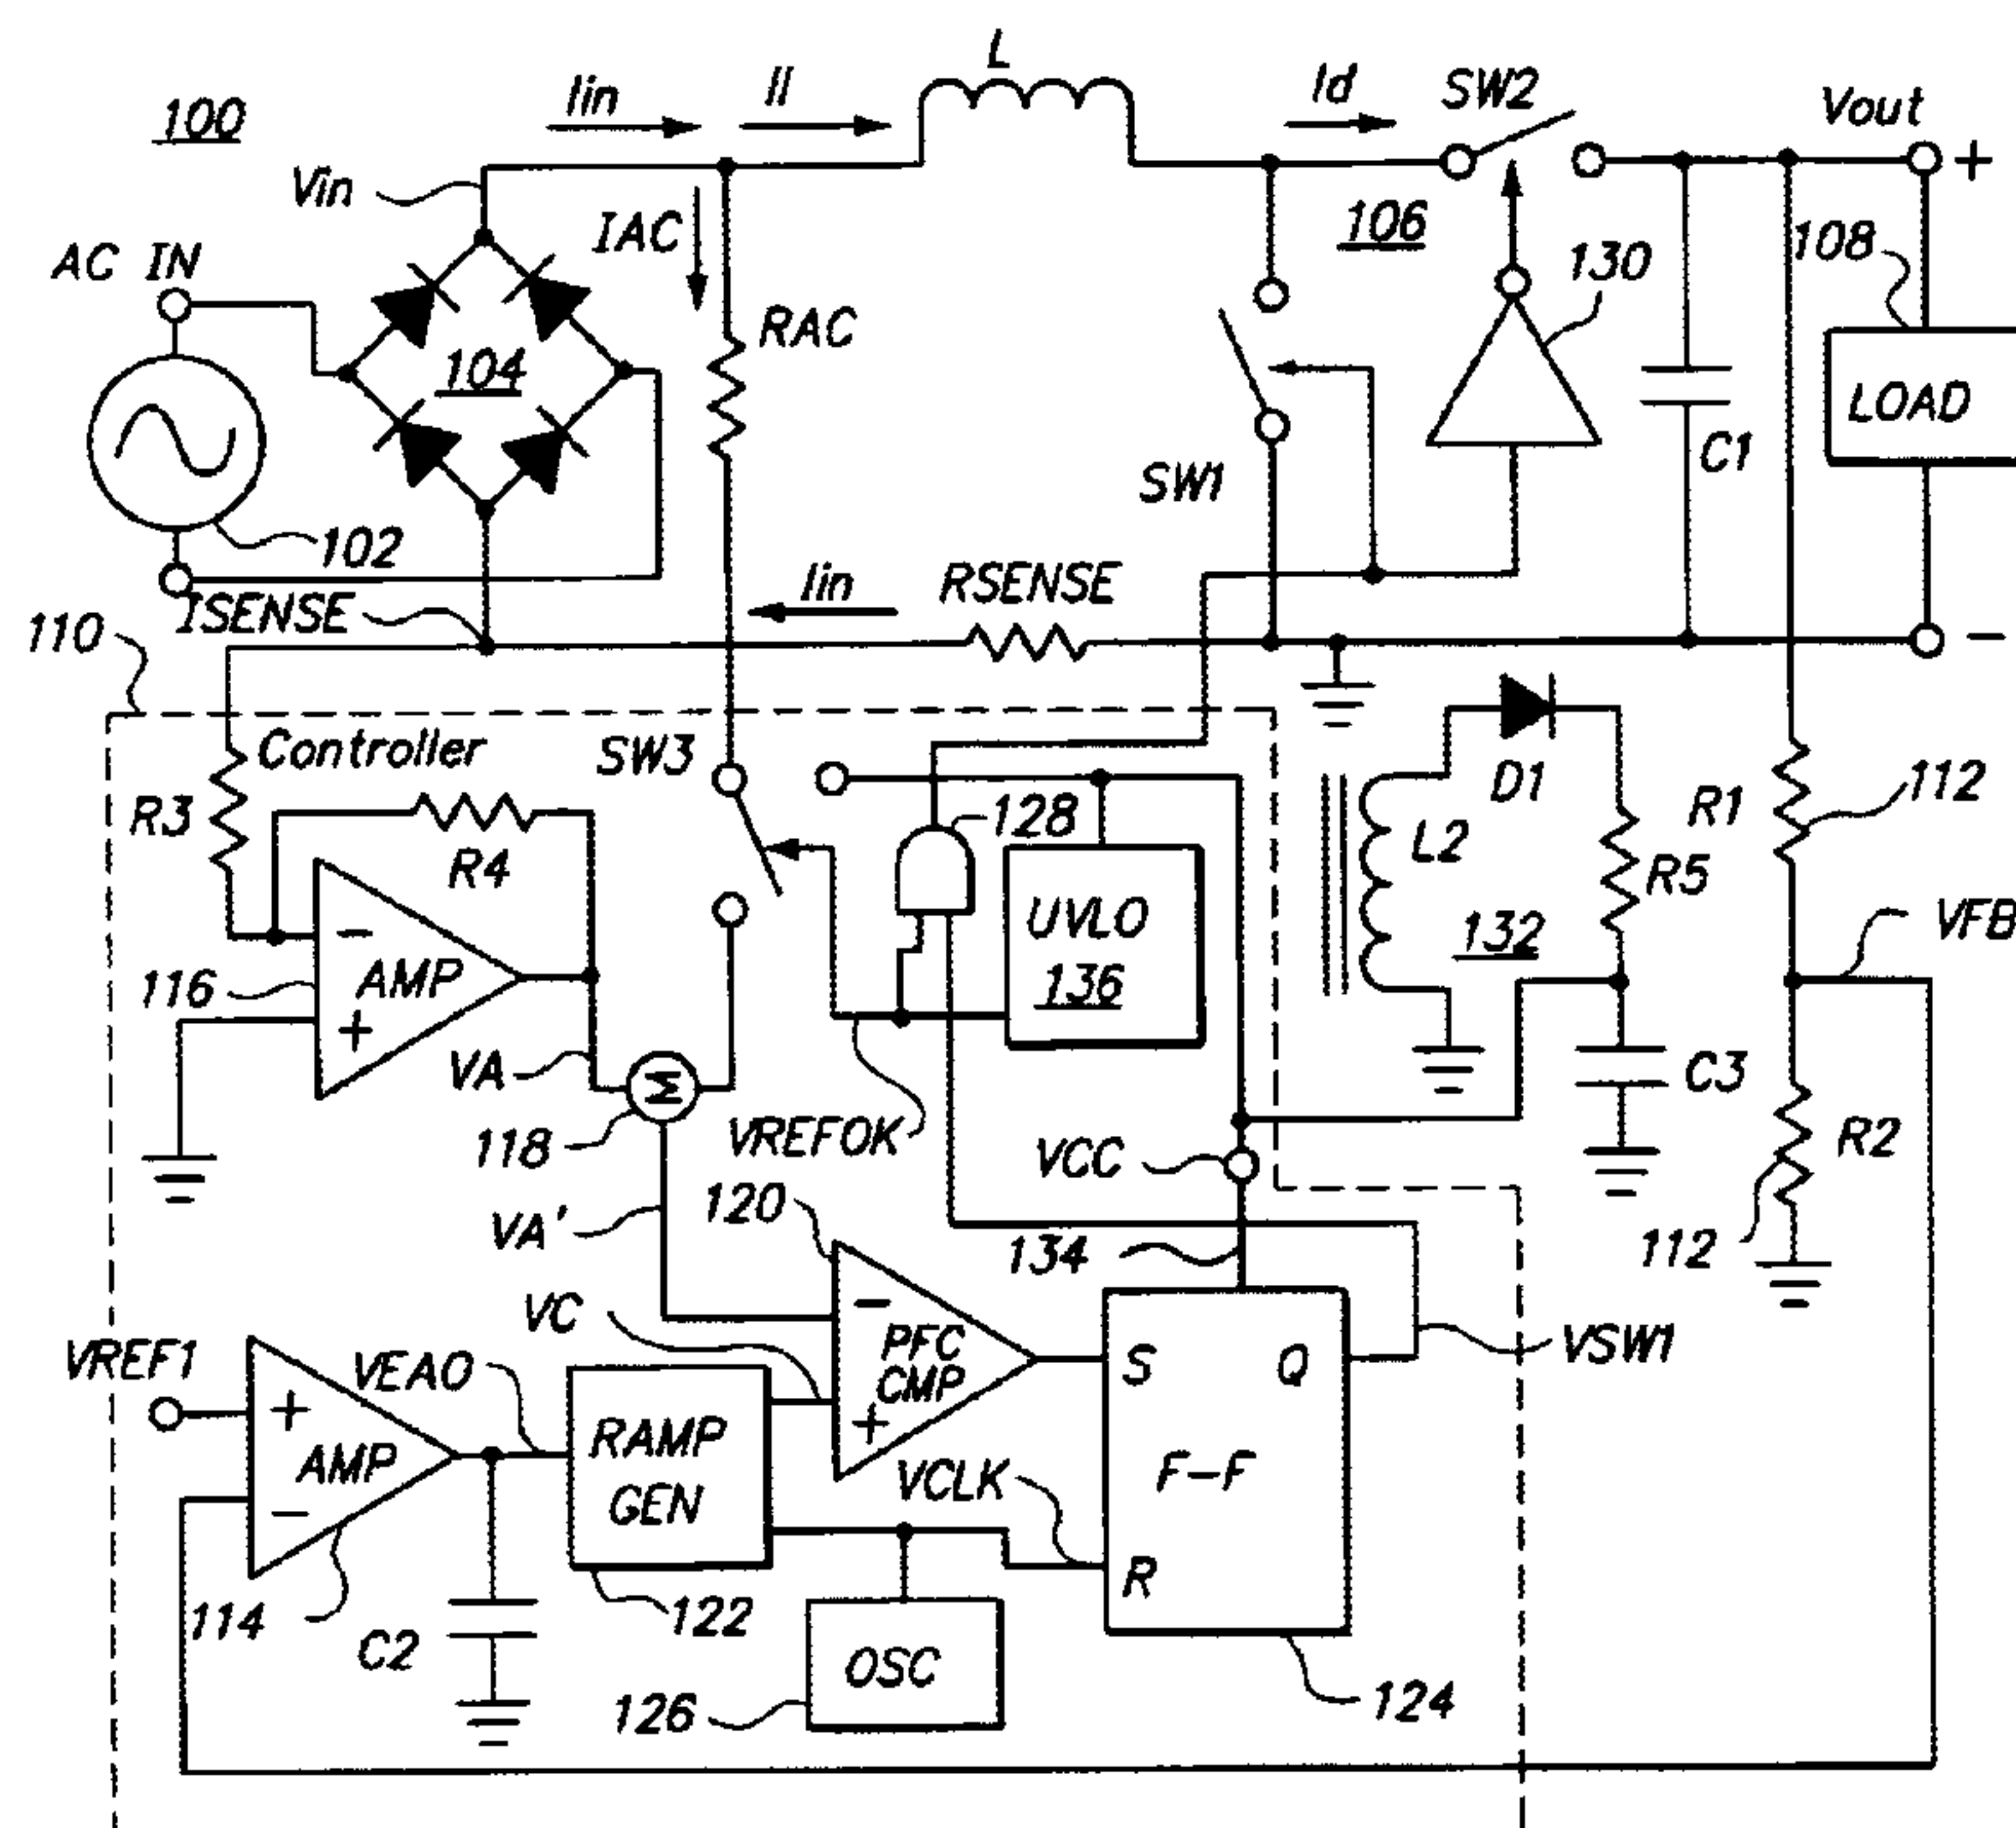 100
Iin
Il
L
Id
SW2
Vout
+
Vin
IAC
106
108
AC IN
130
RAC
104
LOAD
C1
SW1
102
Iin
RSENSE
ISENSE
110
-
Controller
SW3
R3
D1
R1
112
128
R4
L2
R5
UVLO
136
132
VFB
-
AMP
+
116
VA
Σ
C3
118
VREFOK
VCC
R2
120
VA'
134
112
VC
-
PFC
CMP
+
S
Q
VSW1
VREF1
VEAO
+
AMP
-
RAMP
GEN
VCLK
F-F
R
114
C2
122
OSC
126
124